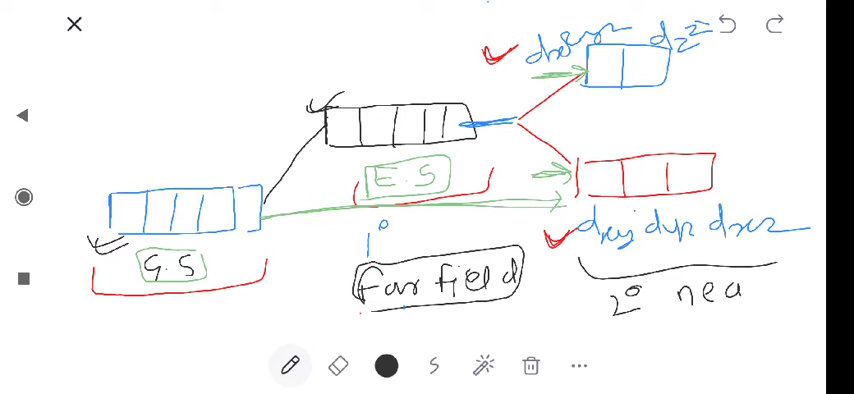 dx²-y² dz²
E.S
dxy dyz dxz
G.S
1°
Far field
2° nea